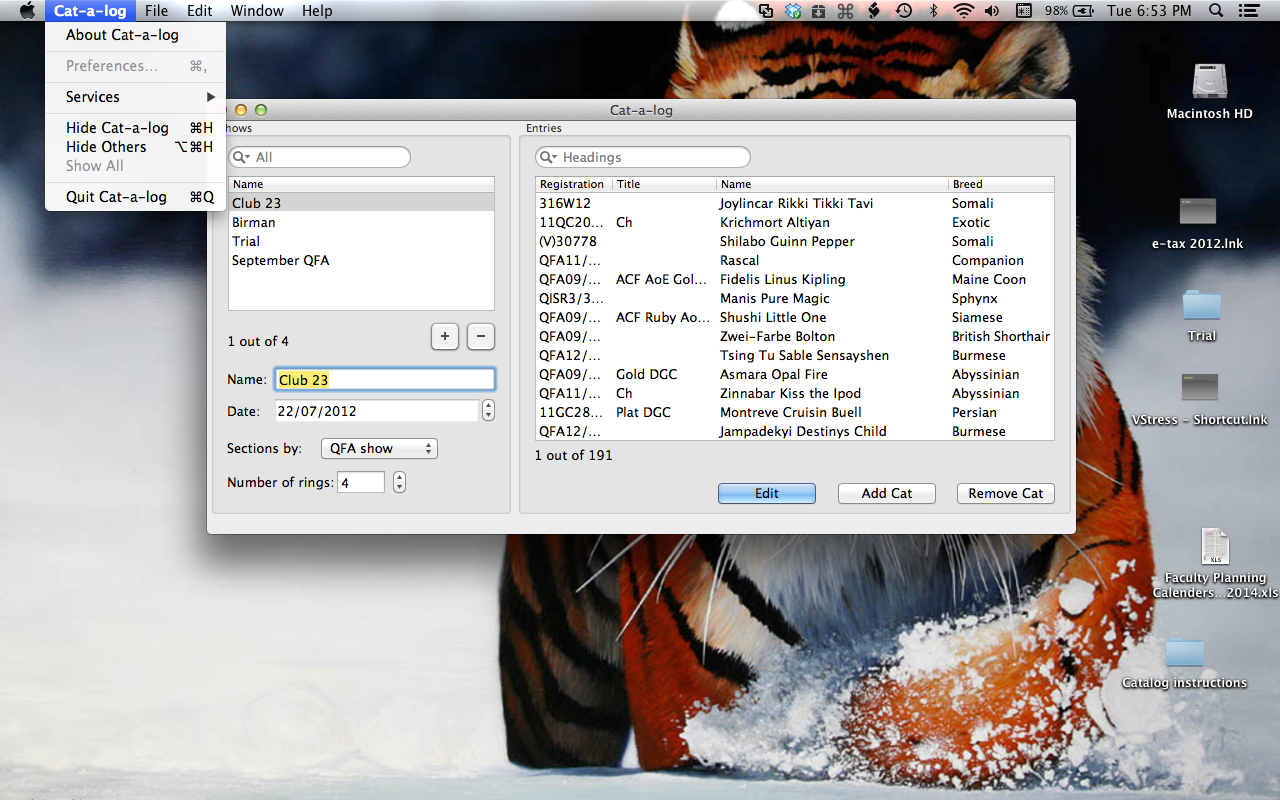 Cat-a-log File Edit Window Help 98% Tue 6:53 PM
About Cat-a-log
Preferences... ⌘,
Services
Hide Cat-a-log ⌘H
Hide Others ⌥⌘H
Show All
Quit Cat-a-log ⌘Q
Cat-a-log
hows
All
Name
Club 23
Birman
Trial
September QFA
1 out of 4
+ −
Name: Club 23
Date: 22/07/2012
Sections by: QFA show
Number of rings: 4
Entries
Headings
Registration Title Name Breed
316W12 Joylincar Rikki Tikki Tavi Somali
11QC20... Ch Krichmort Altiyan Exotic
(V)30778 Shilabo Guinn Pepper Somali
QFA11/... Rascal Companion
QFA09/... ACF AoE Gol... Fidelis Linus Kipling Maine Coon
QISR3/3... Manis Pure Magic Sphynx
QFA09/... ACF Ruby Ao... Shushi Little One Siamese
QFA09/... Zwei-Farbe Bolton British Shorthair
QFA12/... Tsing Tu Sable Sensayshen Burmese
QFA09/... Gold DGC Asmara Opal Fire Abyssinian
QFA11/... Ch Zinnabar Kiss the Ipod Abyssinian
11GC28... Plat DGC Montreve Cruisin Buell Persian
QFA12/... Jampadekyi Destinys Child Burmese
1 out of 191
Edit Add Cat Remove Cat
Macintosh HD
e-tax 2012.lnk
Trial
VStress - Shortcut.lnk
XLS
Faculty Planning
Calenders...2014.xls
Catalog instructions